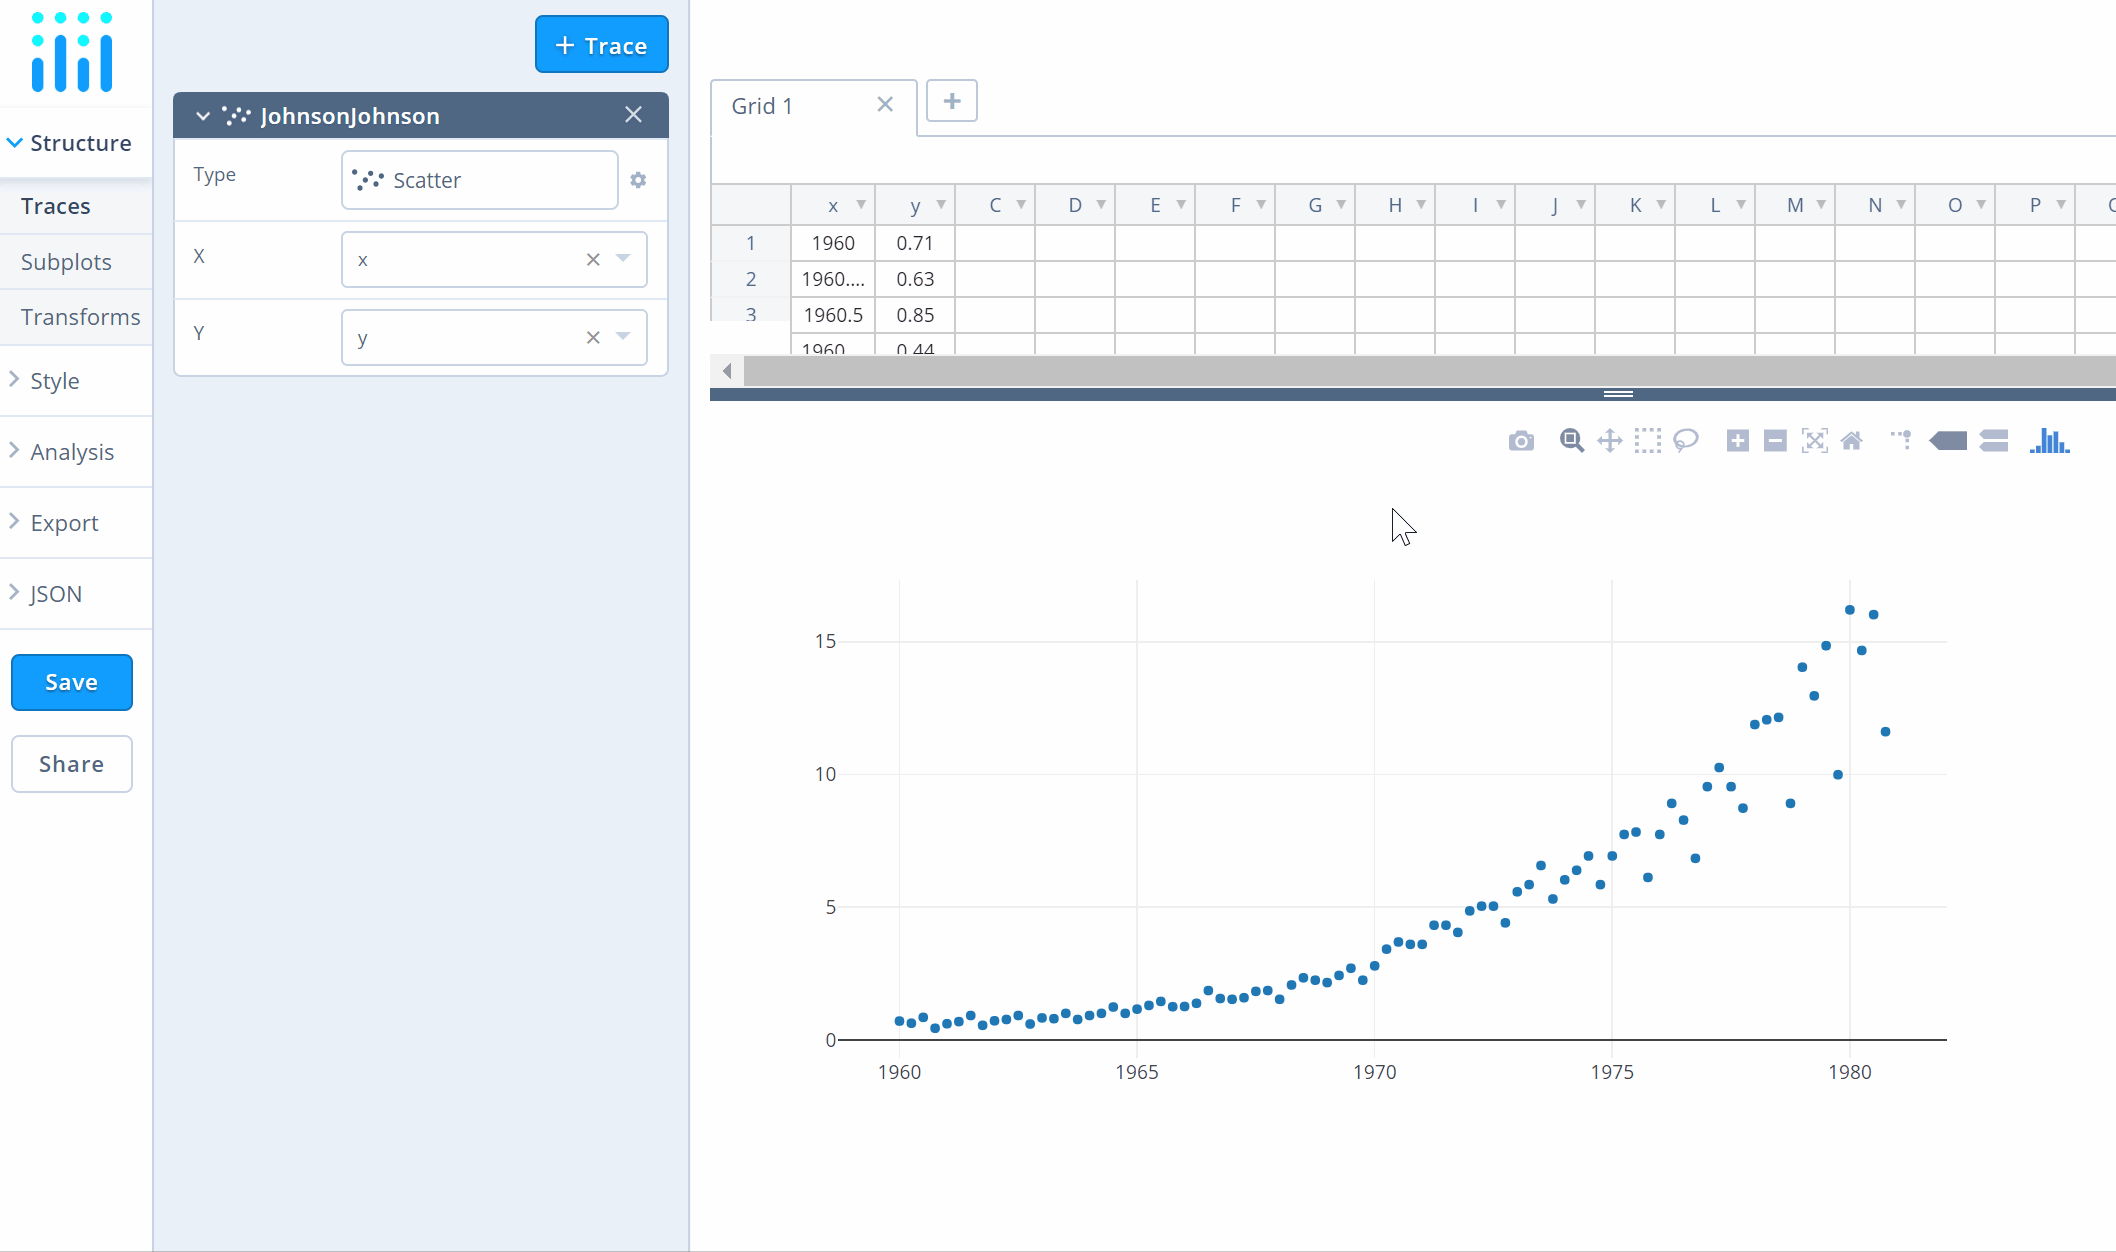 Trace
JohnsonJohnson
Structure
Type
Scatter
Traces
X
x
Subplots
Y
y
Transforms
Style
Analysis
Export
JSON
Save
Share
Grid 1
x y C D E F G H I J K L M N O P
1 1960 0.71
2 1960.... 0.63
3 1960.5 0.85
1960 0.44
15
10
5
0
1960 1965 1970 1975 1980